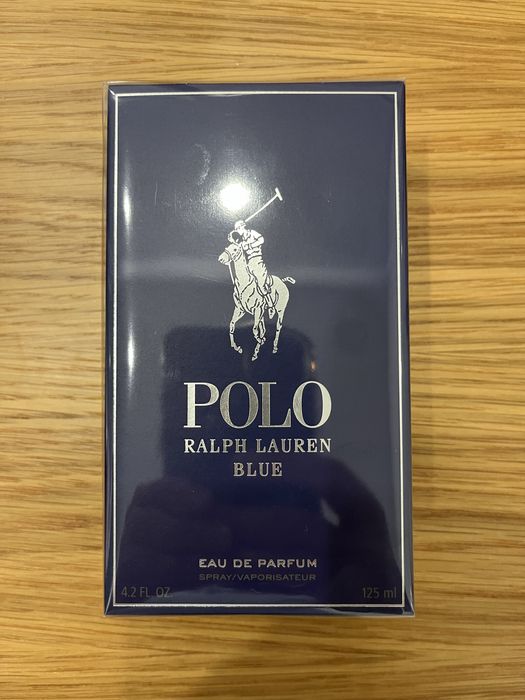 POLO
RALPH LAUREN
BLUE
EAU DE PARFUM
SPRAY/VAPORISATEUR
4.2 FL. OZ. 125 ml